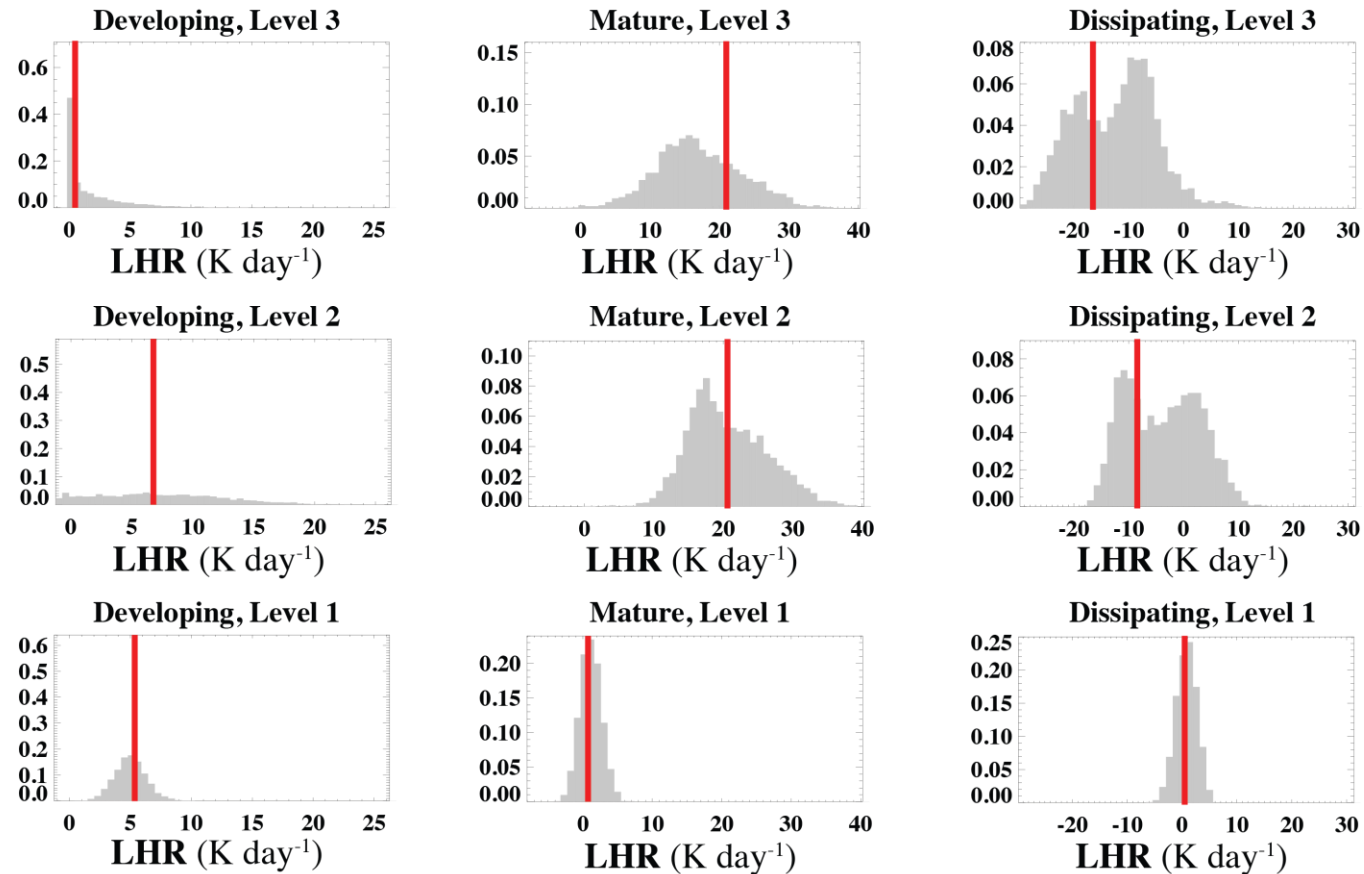 Developing, Level 3
0.6
0.4
0.2
0.0
0 5 10 15 20 25
LHR (K day-1)
Mature, Level 3
0.15
0.10
0.05
0.00
0 10 20 30 40
LHR (K day-1)
Dissipating, Level 3
0.08
0.06
0.04
0.02
0.00
-20 -10 0 10 20 30
LHR (K day-1)
Developing, Level 2
0.5
0.4
0.3
0.2
0.1
0.0
0 5 10 15 20 25
LHR (K day-1)
Mature, Level 2
0.10
0.08
0.06
0.04
0.02
0.00
0 10 20 30 40
LHR (K day-1)
Dissipating, Level 2
0.08
0.06
0.04
0.02
0.00
-20 -10 0 10 20 30
LHR (K day-1)
Developing, Level 1
0.6
0.5
0.4
0.3
0.2
0.1
0.0
0 5 10 15 20 25
LHR (K day-1)
Mature, Level 1
0.20
0.15
0.10
0.05
0.00
0 10 20 30 40
LHR (K day-1)
Dissipating, Level 1
0.25
0.20
0.15
0.10
0.05
0.00
-20 -10 0 10 20 30
LHR (K day-1)